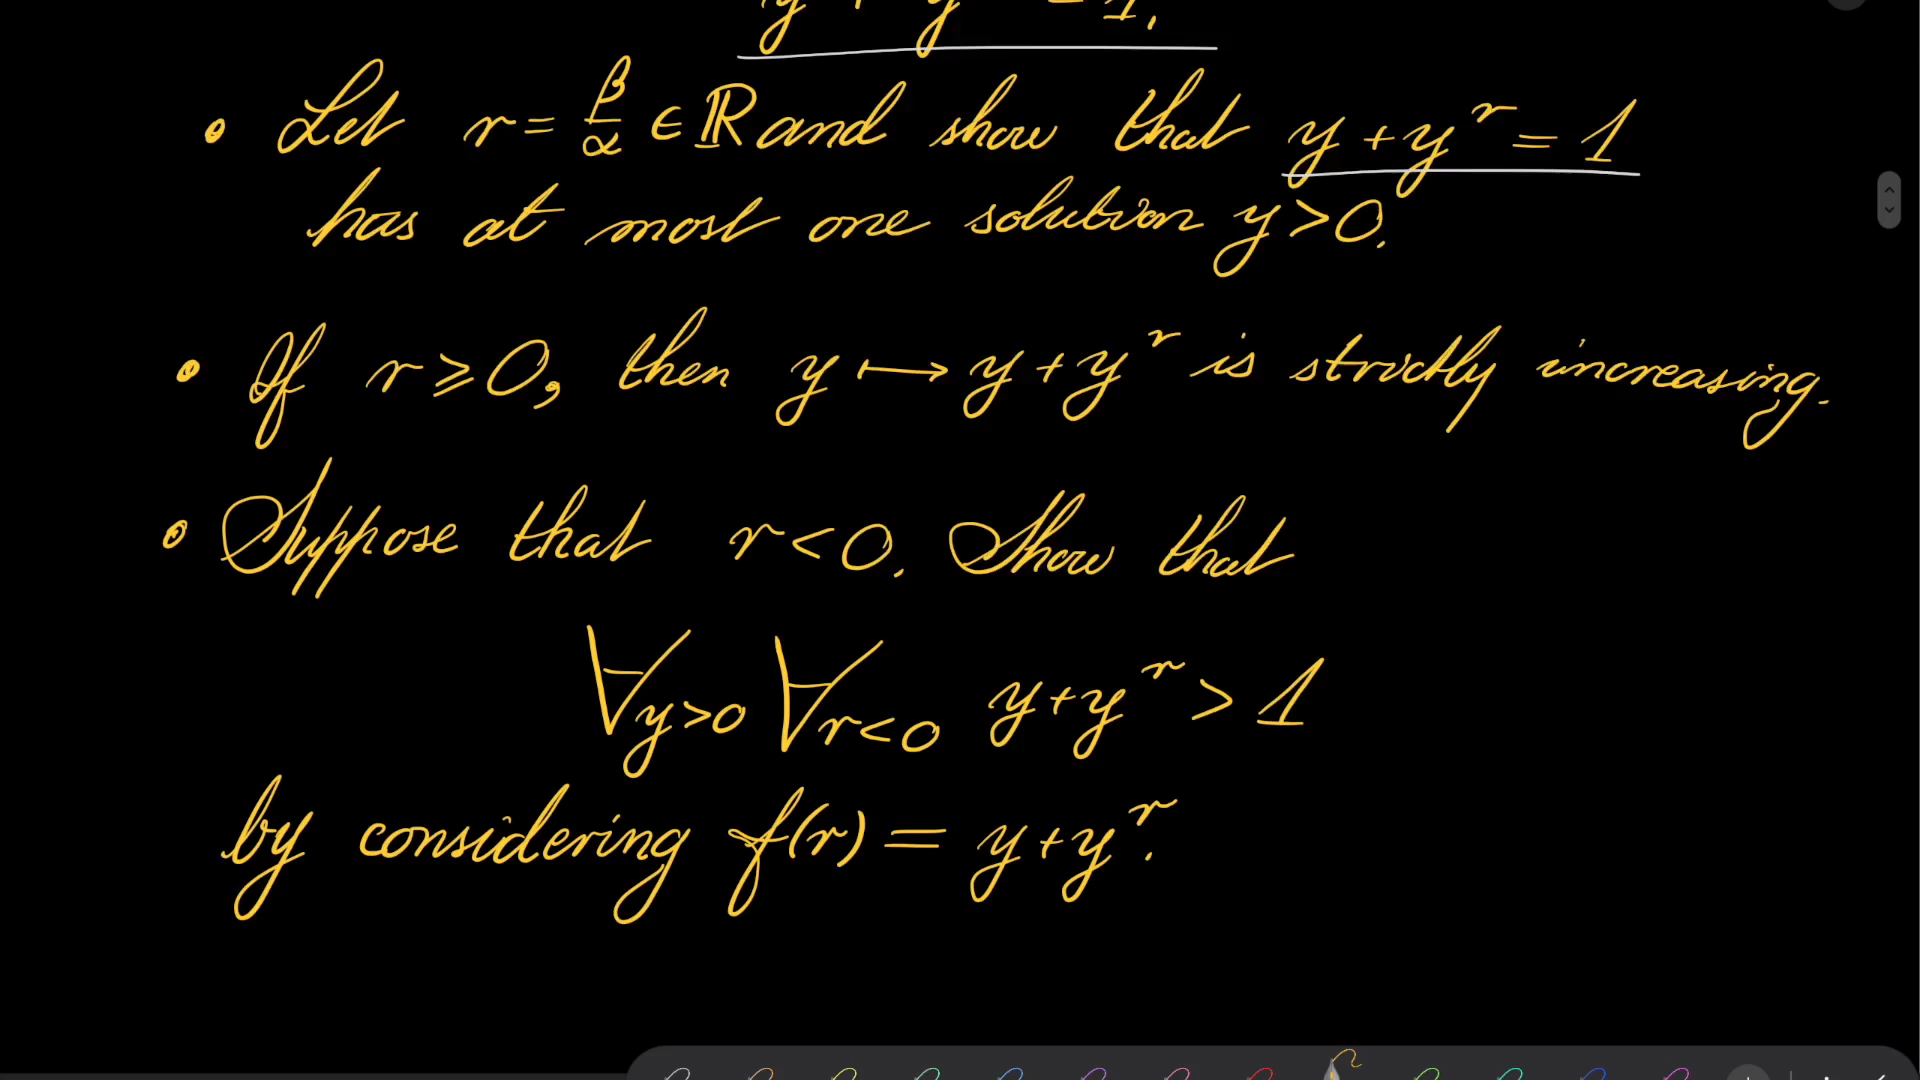 y + y = 1.
• Let r = β/α ∈ ℝ and show that y + y^r = 1
has at most one solution y > 0.
• If r ⩾ 0, then y ⟼ y + y^r is strictly increasing.
• Suppose that r < 0. Show that
∀_{y>0} ∀_{r<0} y + y^r > 1
by considering f(r) = y + y^r.